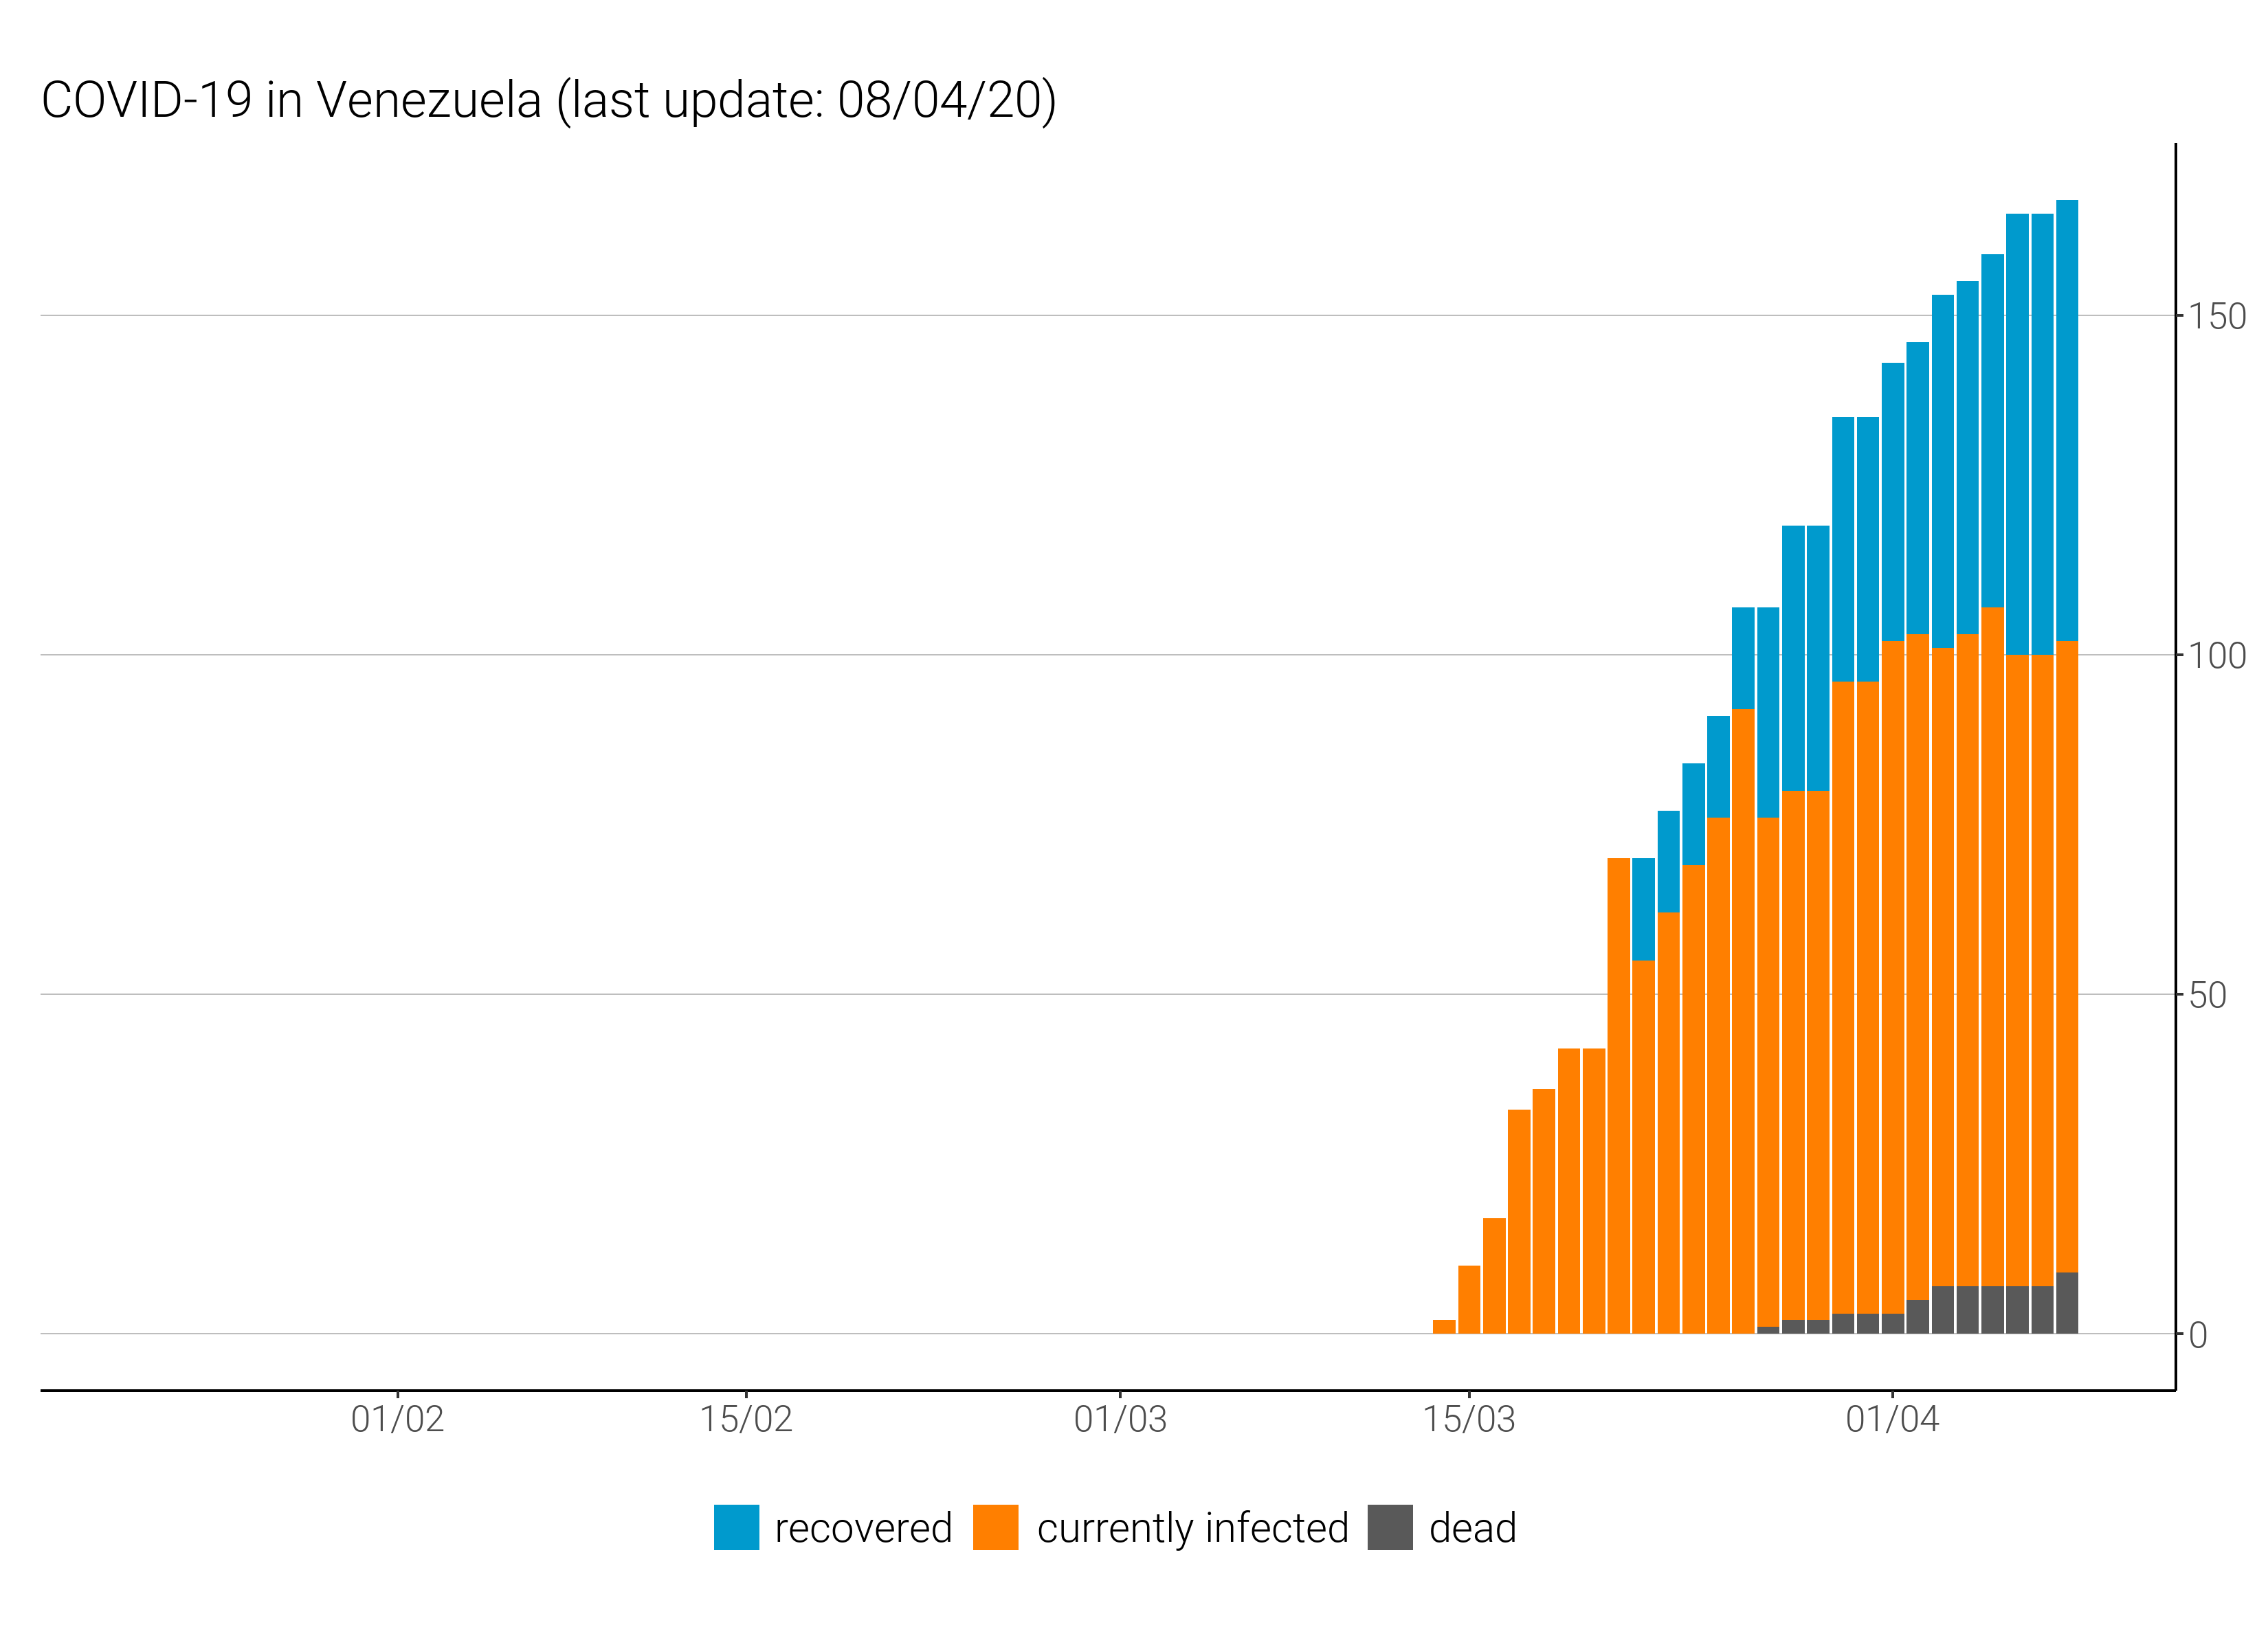 COVID-19 in Venezuela (last update: 08/04/20)
150
100
50
0
01/02 15/02 01/03 15/03 01/04
recovered currently infected dead